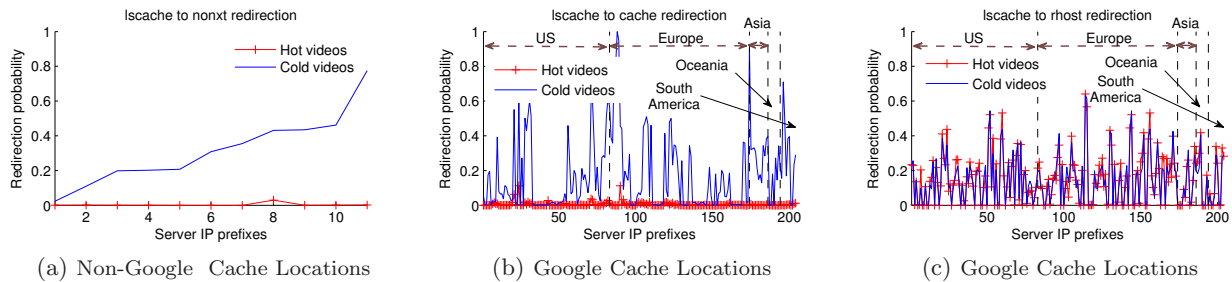 lscache to nonxt redirection
1
0.8
0.6
0.4
0.2
0
Redirection probability
Hot videos
Cold videos
2 4 6 8 10
Server IP prefixes
(a) Non-Google Cache Locations
lscache to cache redirection
1
0.8
0.6
0.4
0.2
0
Redirection probability
US
Europe
Asia
Hot videos
Cold videos
Oceania
South
America
50 100 150 200
Server IP prefixes
(b) Google Cache Locations
lscache to rhost redirection
1
0.8
0.6
0.4
0.2
0
Redirection probability
US
Europe
Asia
Hot videos
Cold videos
Oceania
South
America
50 100 150 200
Server IP prefixes
(c) Google Cache Locations